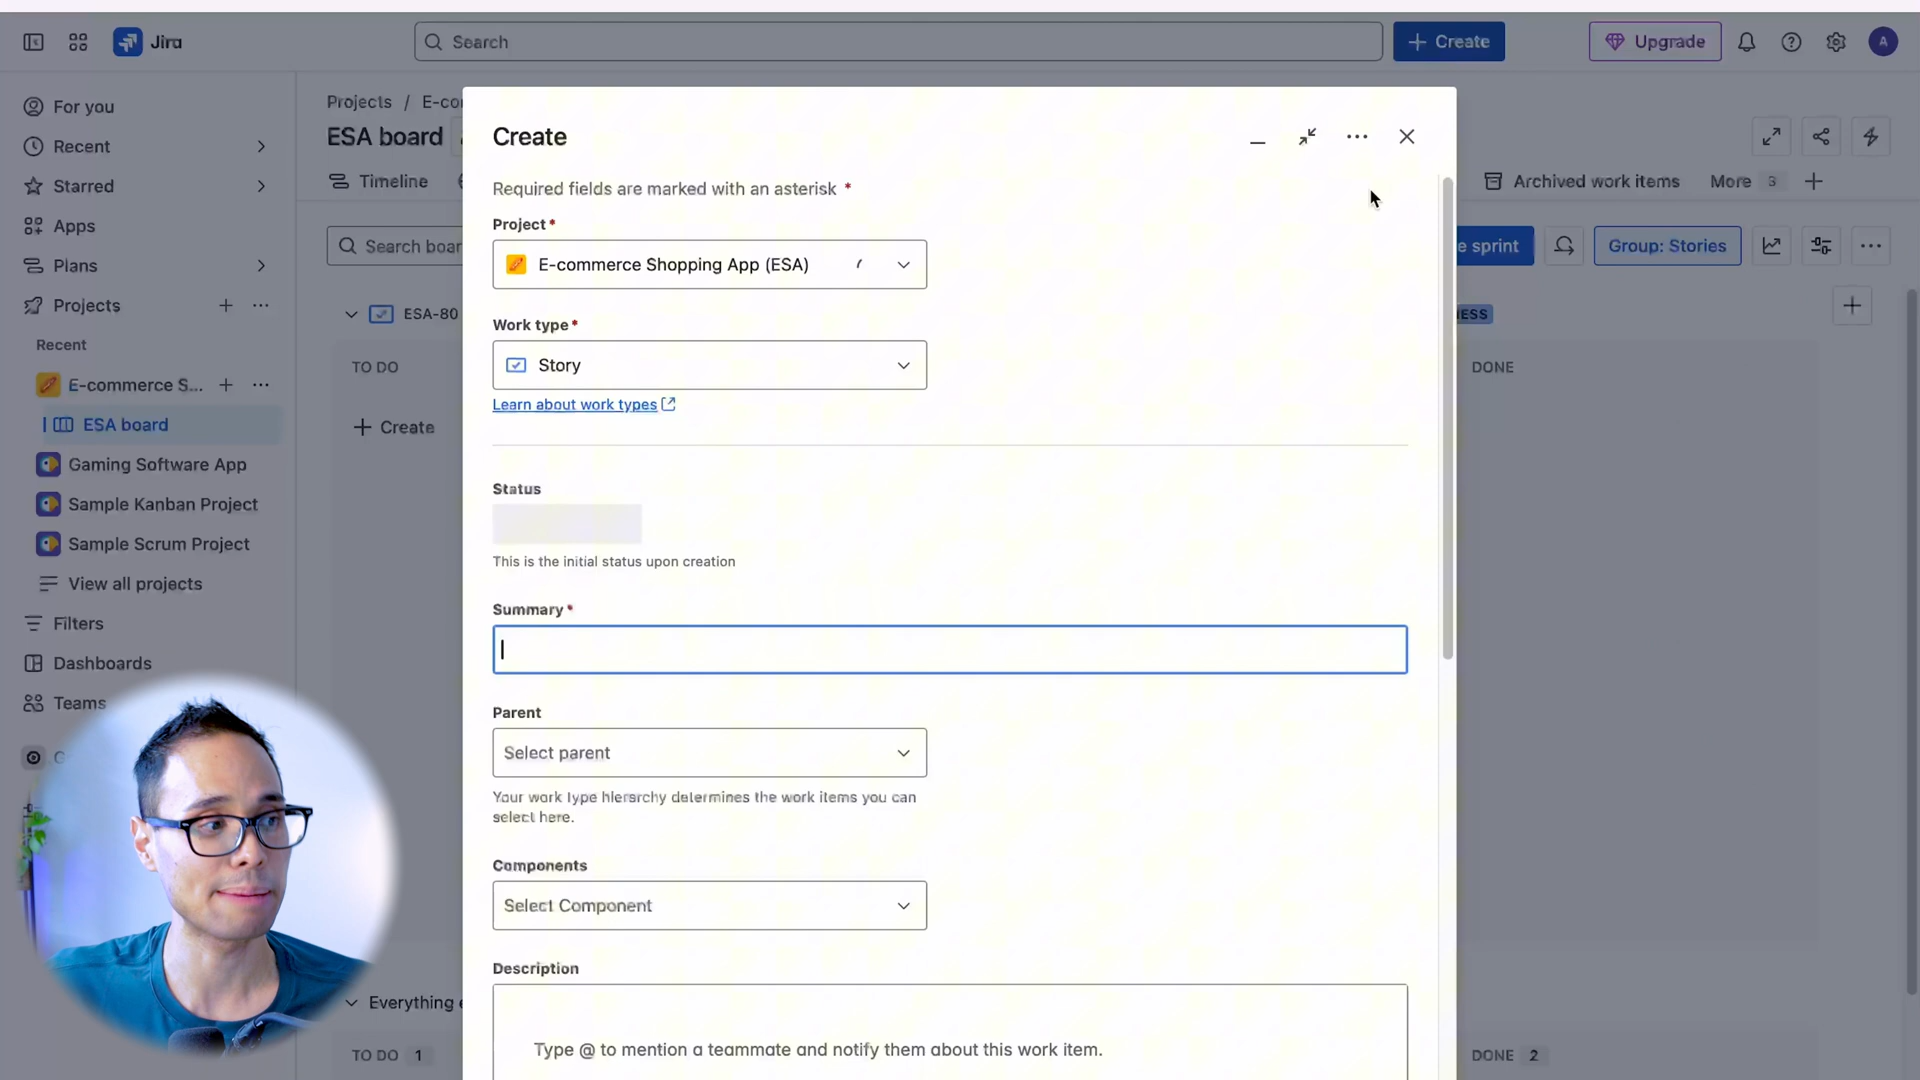 Jira
Search
+ Create
Upgrade
A
For you
Recent
Starred
Apps
Plans
Projects
Recent
E-commerce S...
ESA board
Gaming Software App
Sample Kanban Project
Sample Scrum Project
View all projects
Filters
Dashboards
Teams
Projects / E-co
ESA board
Timeline
Archived work items
More 3
Search boar
e sprint
Group: Stories
ESA-80
TO DO
+ Create
Everything e
TO DO 1
Create
Required fields are marked with an asterisk *
Project *
E-commerce Shopping App (ESA)
Work type *
Story
Learn about work types
Status
This is the initial status upon creation
Summary *
Parent
Select parent
Your work type hierarchy determines the work items you can
select here.
Components
Select Component
Description
Type @ to mention a teammate and notify them about this work item.
ESS
DONE
DONE 2